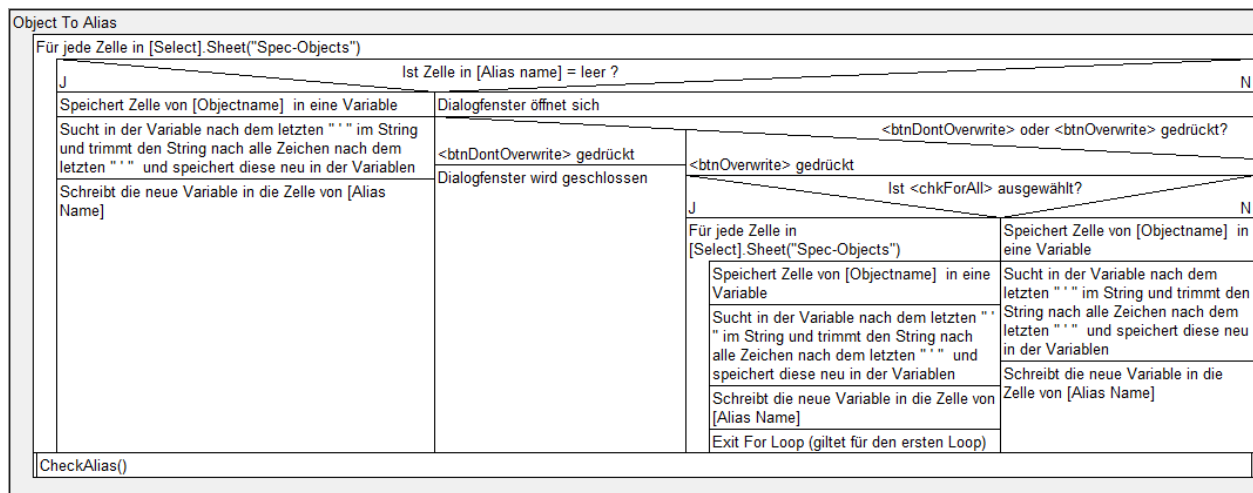 Object To Alias
Für jede Zelle in [Select].Sheet("Spec-Objects")
Ist Zelle in [Alias name] = leer ?
J
N
Speichert Zelle von [Objectname]  in eine Variable
Sucht in der Variable nach dem letzten " ' " im String
und trimmt den String nach alle Zeichen nach dem
letzten " ' "  und speichert diese neu in der Variablen
Schreibt die neue Variable in die Zelle von [Alias
Name]
Dialogfenster öffnet sich
<btnDontOverwrite> oder <btnOverwrite> gedrückt?
<btnDontOverwrite> gedrückt
Dialogfenster wird geschlossen
<btnOverwrite> gedrückt
Ist <chkForAll> ausgewählt?
J
N
Für jede Zelle in
[Select].Sheet("Spec-Objects")
Speichert Zelle von [Objectname]  in eine
Variable
Sucht in der Variable nach dem letzten " '
" im String und trimmt den String nach
alle Zeichen nach dem letzten " ' "  und
speichert diese neu in der Variablen
Schreibt die neue Variable in die Zelle von
[Alias Name]
Exit For Loop (giltet für den ersten Loop)
Speichert Zelle von [Objectname]  in
eine Variable
Sucht in der Variable nach dem
letzten " ' " im String und trimmt den
String nach alle Zeichen nach dem
letzten " ' "  und speichert diese neu
in der Variablen
Schreibt die neue Variable in die
Zelle von [Alias Name]
CheckAlias()